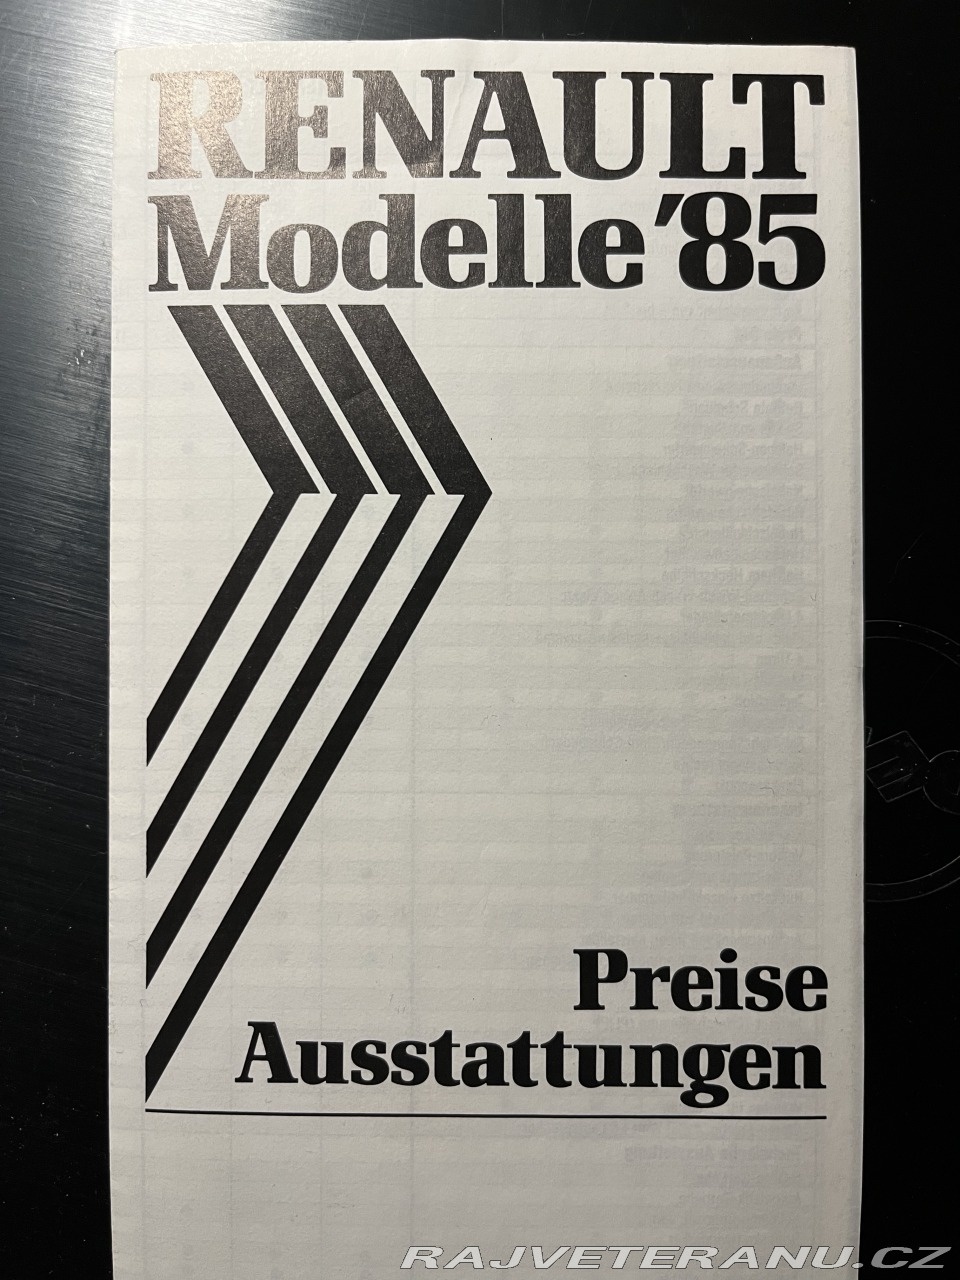 RENAULT
Modelle '85
Preise
Ausstattungen
RAJVETERANU.CZ